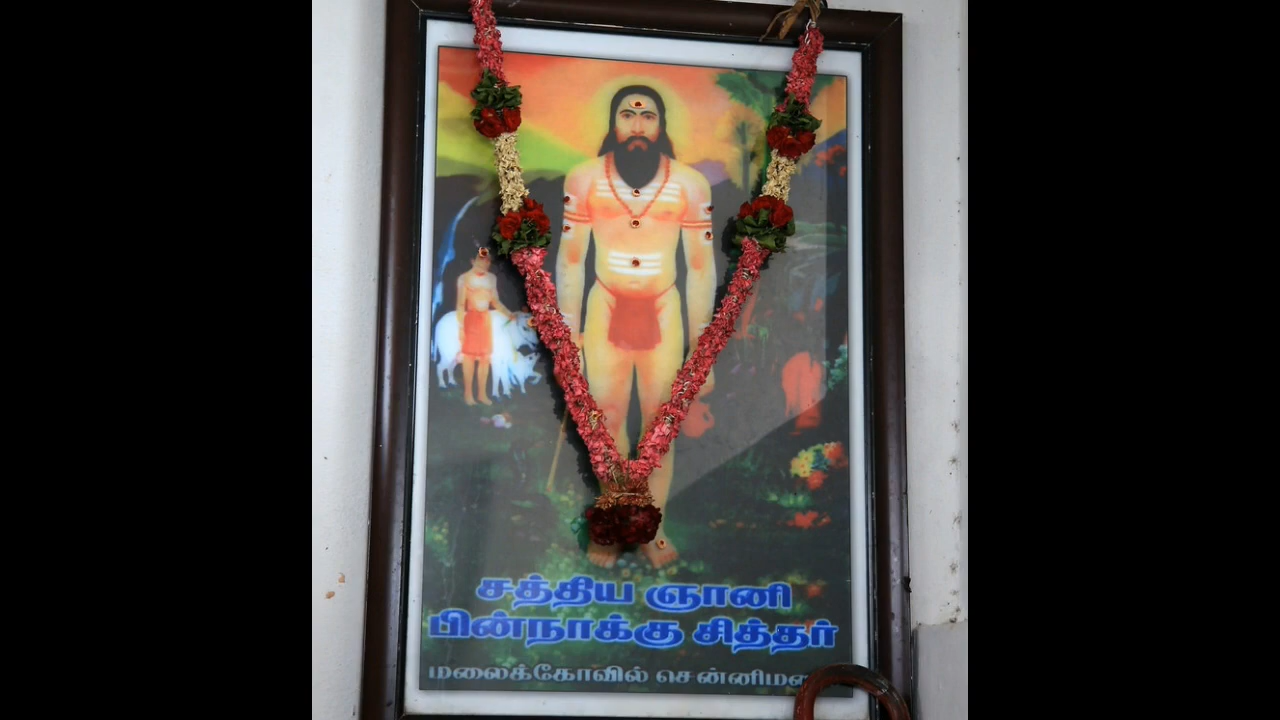 சத்திய ஞானி
பின்நாக்கு சித்தர்
மலைக்கோவில்